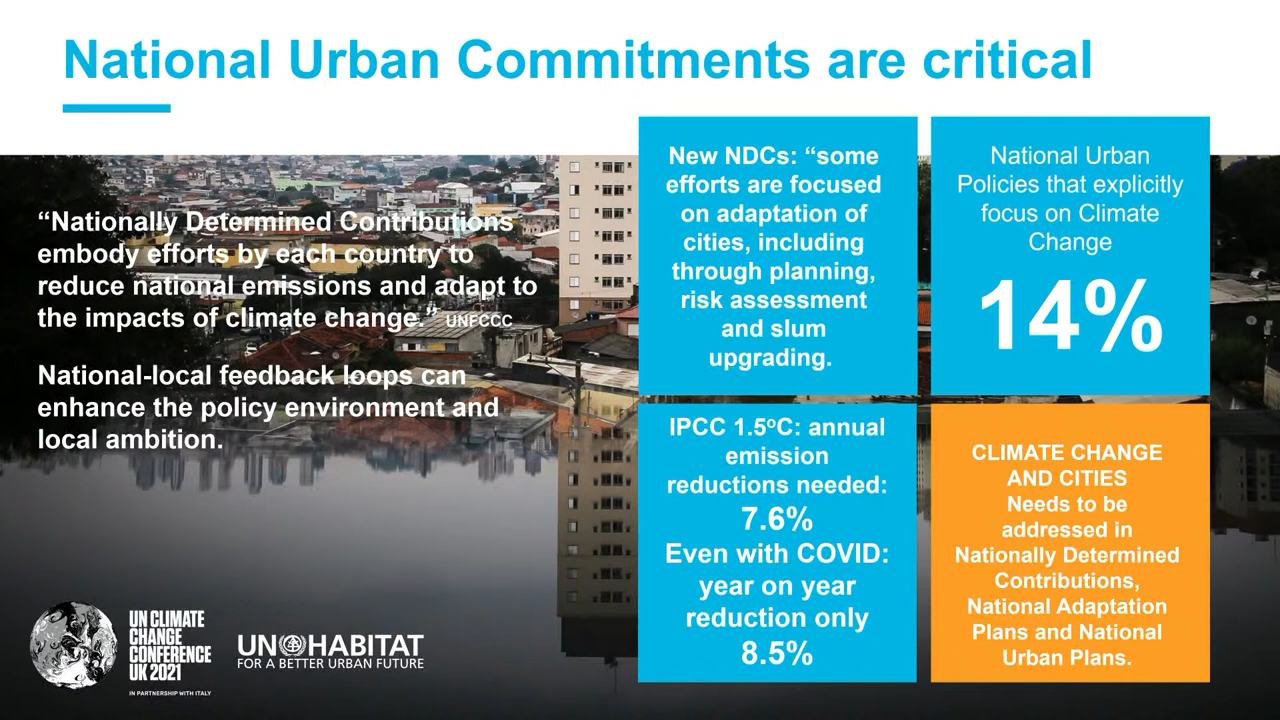 National Urban Commitments are critical
“Nationally Determined Contributions
embody efforts by each country to
reduce national emissions and adapt to
the impacts of climate change.” UNFCCC
National-local feedback loops can
enhance the policy environment and
local ambition.
New NDCs: “some
efforts are focused
on adaptation of
cities, including
through planning,
risk assessment
and slum
upgrading.
National Urban
Policies that explicitly
focus on Climate
Change
14%
IPCC 1.5ºC: annual
emission
reductions needed:
7.6%
Even with COVID:
year on year
reduction only
8.5%
CLIMATE CHANGE
AND CITIES
Needs to be
addressed in
Nationally Determined
Contributions,
National Adaptation
Plans and National
Urban Plans.
UN CLIMATE
CHANGE
CONFERENCE
UK 2021
IN PARTNERSHIP WITH ITALY
UN HABITAT
FOR A BETTER URBAN FUTURE